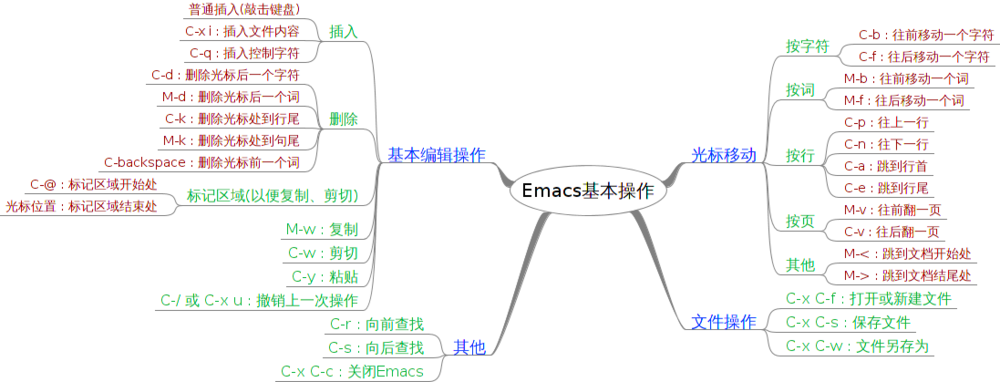 Emacs基本操作
基本编辑操作
插入
普通插入(敲击键盘)
C-x i：插入文件内容
C-q：插入控制字符
删除
C-d：删除光标后一个字符
M-d：删除光标后一个词
C-k：删除光标处到行尾
M-k：删除光标处到句尾
C-backspace：删除光标前一个词
标记区域(以便复制、剪切)
C-@：标记区域开始处
光标位置：标记区域结束处
M-w：复制
C-w：剪切
C-y：粘贴
C-/ 或 C-x u：撤销上一次操作
其他
C-r：向前查找
C-s：向后查找
C-x C-c：关闭Emacs
光标移动
按字符
C-b：往前移动一个字符
C-f：往后移动一个字符
按词
M-b：往前移动一个词
M-f：往后移动一个词
按行
C-p：往上一行
C-n：往下一行
C-a：跳到行首
C-e：跳到行尾
按页
M-v：往前翻一页
C-v：往后翻一页
其他
M-<：跳到文档开始处
M->：跳到文档结尾处
文件操作
C-x C-f：打开或新建文件
C-x C-s：保存文件
C-x C-w：文件另存为